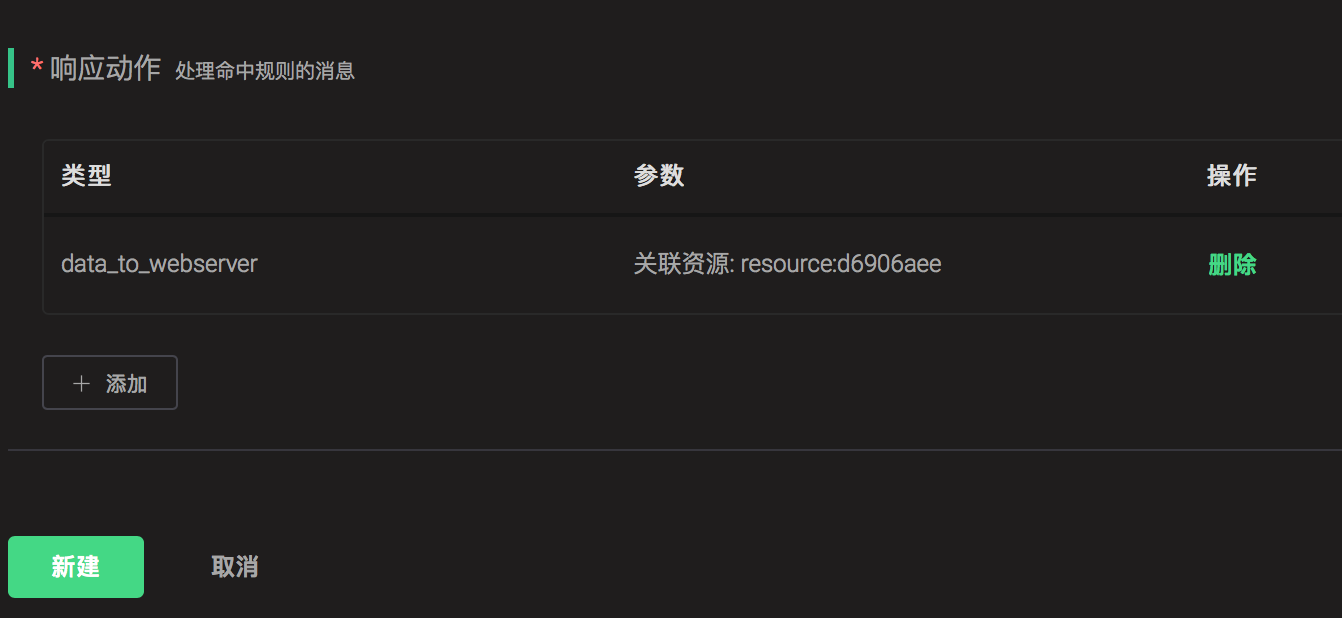 * 响应动作 处理命中规则的消息
类型 参数 操作
data_to_webserver 关联资源: resource:d6906aee 删除
+ 添加
新建 取消